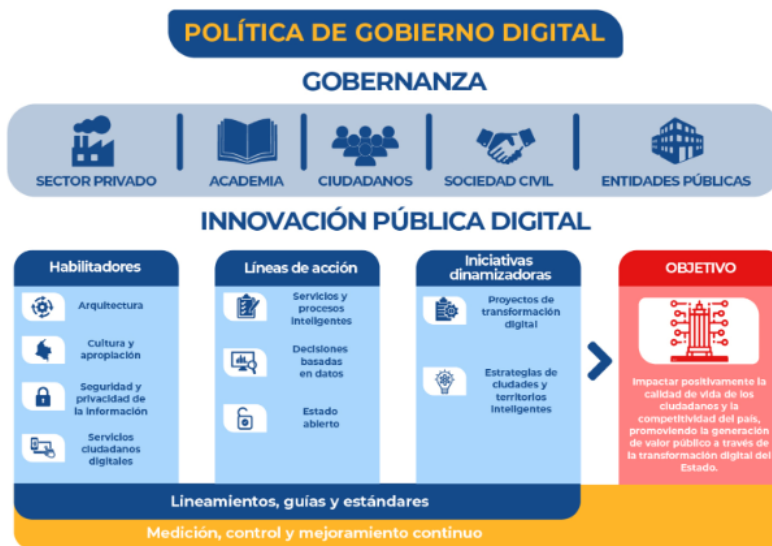 POLÍTICA DE GOBIERNO DIGITAL
GOBERNANZA
SECTOR PRIVADO
ACADEMIA
CIUDADANOS
SOCIEDAD CIVIL
ENTIDADES PÚBLICAS
INNOVACIÓN PÚBLICA DIGITAL
Habilitadores
Arquitectura
Cultura y
apropiación
Seguridad y
privacidad de
la información
Servicios
ciudadanos
digitales
Líneas de acción
Servicios y
procesos
inteligentes
Decisiones
basadas
en datos
Estado
abierto
Iniciativas
dinamizadoras
Proyectos de
transformación
digital
Estrategias de
ciudades y
territorios
inteligentes
OBJETIVO
Impactar positivamente la
calidad de vida de los
ciudadanos y la
competitividad del país,
promoviendo la generación
de valor público a través de
la transformación digital del
Estado.
Lineamientos, guías y estándares
Medición, control y mejoramiento continuo